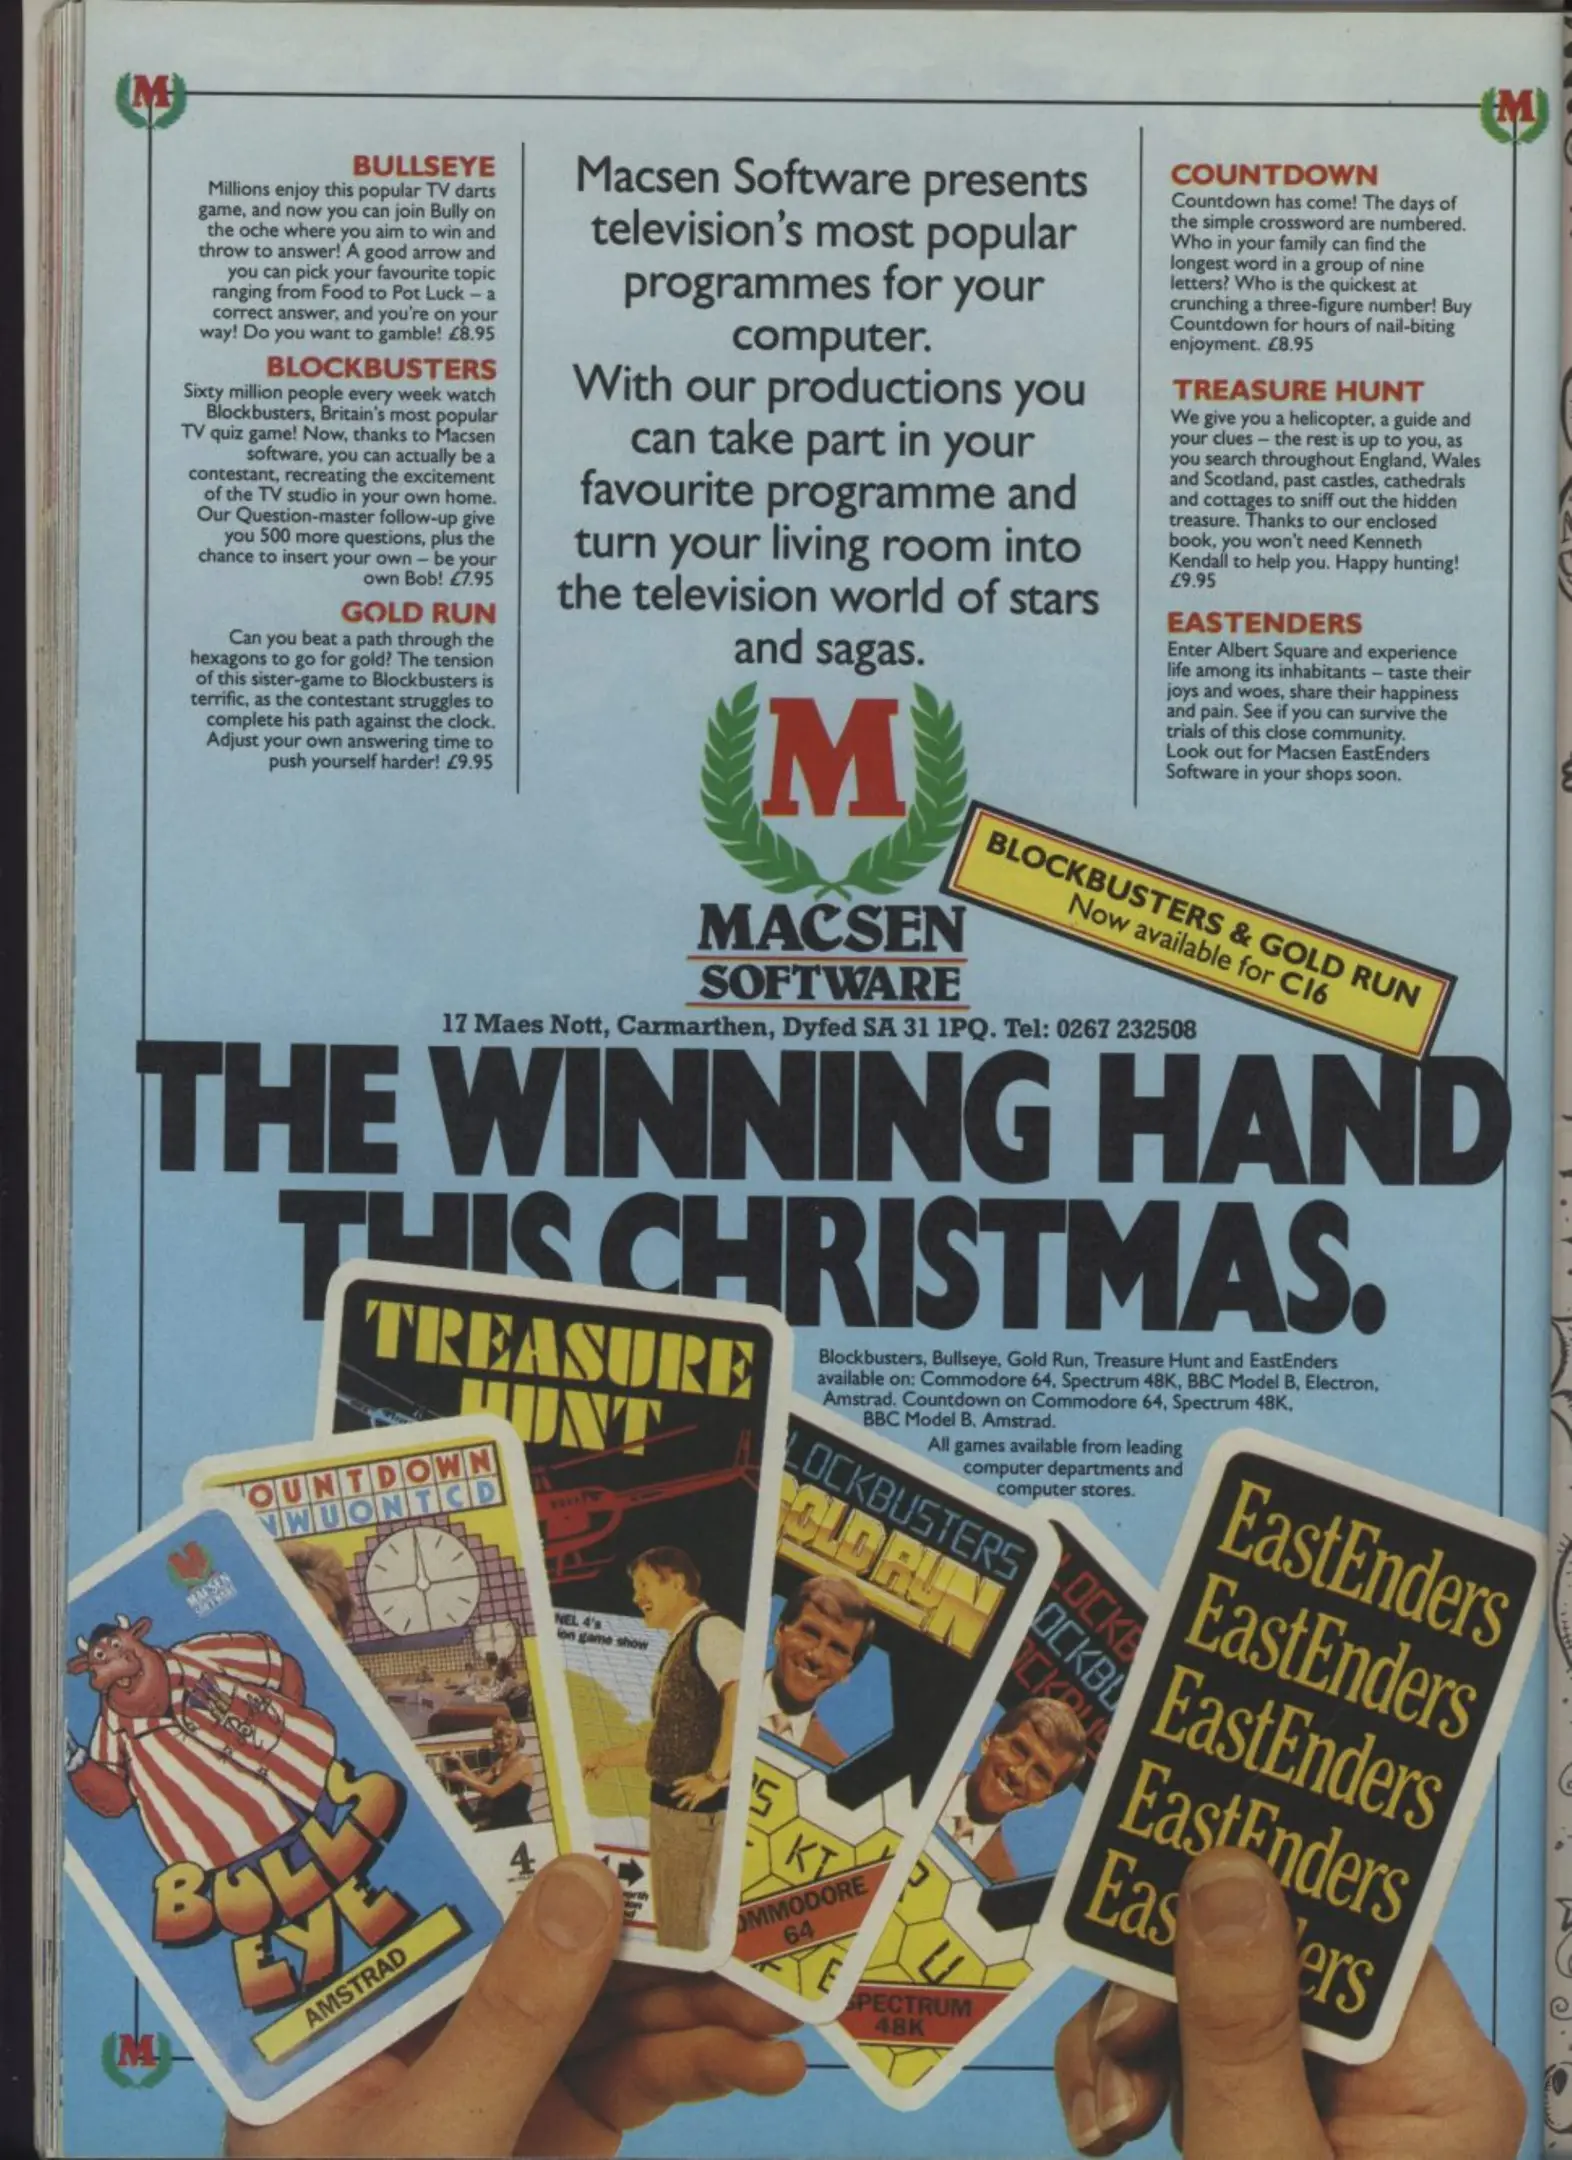 M
M
BULLSEYE
Millions enjoy this popular TV darts
game, and now you can join Bully on
the oche where you aim to win and
throw to answer! A good arrow and
you can pick your favourite topic
ranging from Food to Pot Luck – a
correct answer, and you're on your
way! Do you want to gamble! £8.95
BLOCKBUSTERS
Sixty million people every week watch
Blockbusters, Britain's most popular
TV quiz game! Now, thanks to Macsen
software, you can actually be a
contestant, recreating the excitement
of the TV studio in your own home.
Our Question-master follow-up give
you 500 more questions, plus the
chance to insert your own – be your
own Bob! £7.95
GOLD RUN
Can you beat a path through the
hexagons to go for gold? The tension
of this sister-game to Blockbusters is
terrific, as the contestant struggles to
complete his path against the clock.
Adjust your own answering time to
push yourself harder! £9.95
Macsen Software presents
television's most popular
programmes for your
computer.
With our productions you
can take part in your
favourite programme and
turn your living room into
the television world of stars
and sagas.
COUNTDOWN
Countdown has come! The days of
the simple crossword are numbered.
Who in your family can find the
longest word in a group of nine
letters? Who is the quickest at
crunching a three-figure number! Buy
Countdown for hours of nail-biting
enjoyment. £8.95
TREASURE HUNT
We give you a helicopter, a guide and
your clues – the rest is up to you, as
you search throughout England, Wales
and Scotland, past castles, cathedrals
and cottages to sniff out the hidden
treasure. Thanks to our enclosed
book, you won't need Kenneth
Kendall to help you. Happy hunting!
£9.95
EASTENDERS
Enter Albert Square and experience
life among its inhabitants – taste their
joys and woes, share their happiness
and pain. See if you can survive the
trials of this close community.
Look out for Macsen EastEnders
Software in your shops soon.
M
MACSEN
SOFTWARE
BLOCKBUSTERS & GOLD RUN
Now available for C16
17 Maes Nott, Carmarthen, Dyfed SA 31 1PQ. Tel: 0267 232508
THE WINNING HAND
THIS CHRISTMAS.
Blockbusters, Bullseye, Gold Run, Treasure Hunt and EastEnders
available on: Commodore 64, Spectrum 48K, BBC Model B, Electron,
Amstrad. Countdown on Commodore 64, Spectrum 48K,
BBC Model B, Amstrad.
All games available from leading
computer departments and
computer stores.
M
MACSEN
SOFTWARE
BULLS
EYE
AMSTRAD
OUNTDOWN
NWUONTCD
4
TREASURE
HUNT
NEL 4's
ion game show
LOCKBUSTERS
GOLD RUN
KT
OMMODORE
64
E
LOCKB
OCKBU
OCKBUS
U
SPECTRUM
48K
EastEnders
EastEnders
EastEnders
EastEnders
Eas ers
M